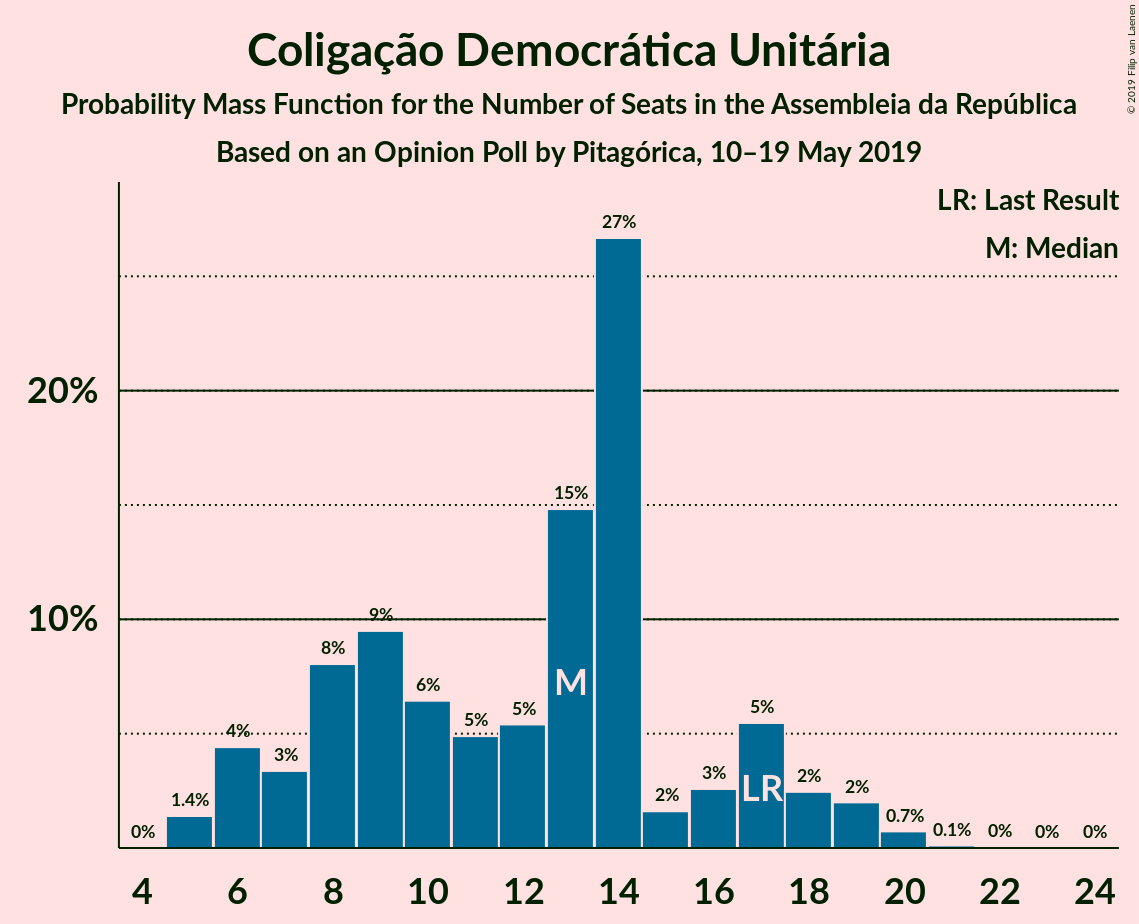 Coligação Democrática Unitária
Probability Mass Function for the Number of Seats in the Assembleia da República
Based on an Opinion Poll by Pitagórica, 10–19 May 2019
© 2019 Filip van Laenen
LR: Last Result
M: Median
27%
20%
15%
10%
9%
8%
6%
5%
5%
4%
3%
1.4%
0%
M
5%
3%
LR
2%
2%
2%
0.7%
0.1%
0%
0%
0%
4 6 8 10 12 14 16 18 20 22 24